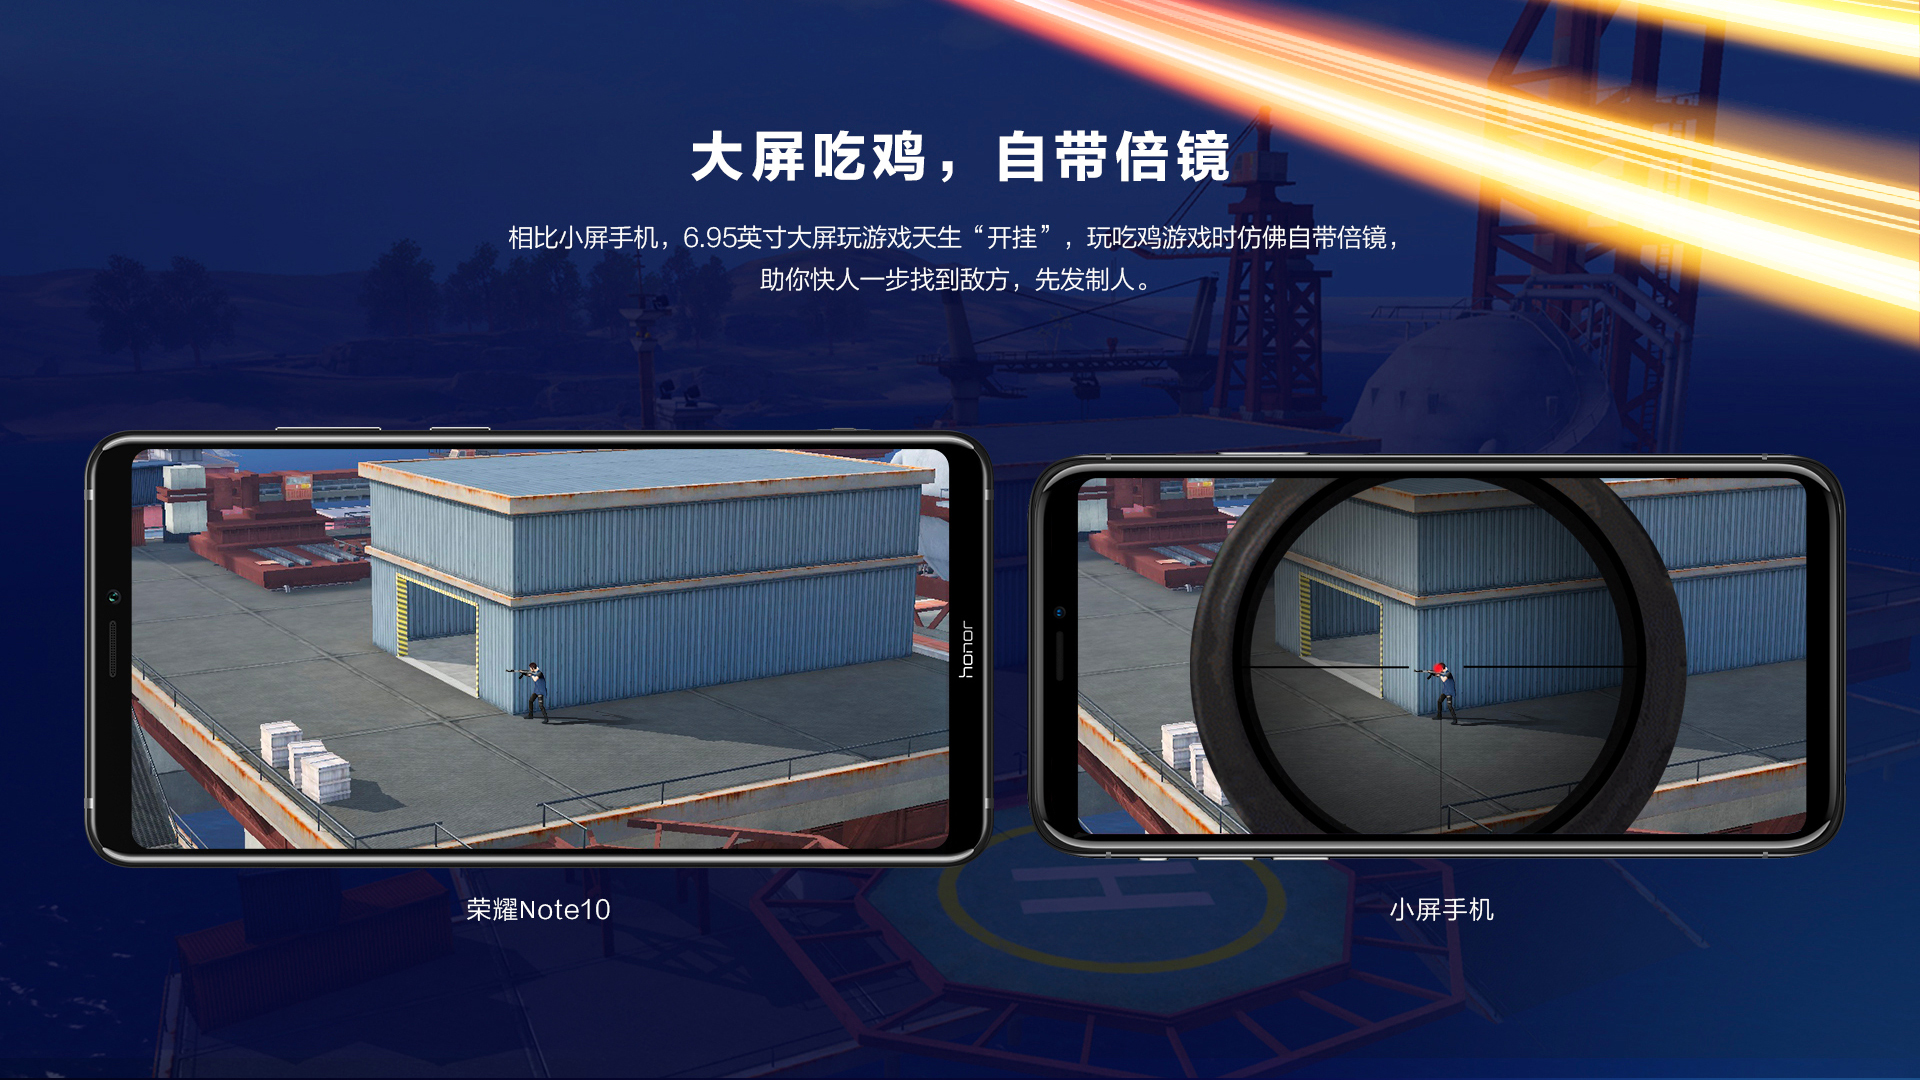 大屏吃鸡，自带倍镜
相比小屏手机，6.95英寸大屏玩游戏天生“开挂”，玩吃鸡游戏时仿佛自带倍镜，
助你快人一步找到敌方，先发制人。
honor
荣耀Note10
小屏手机